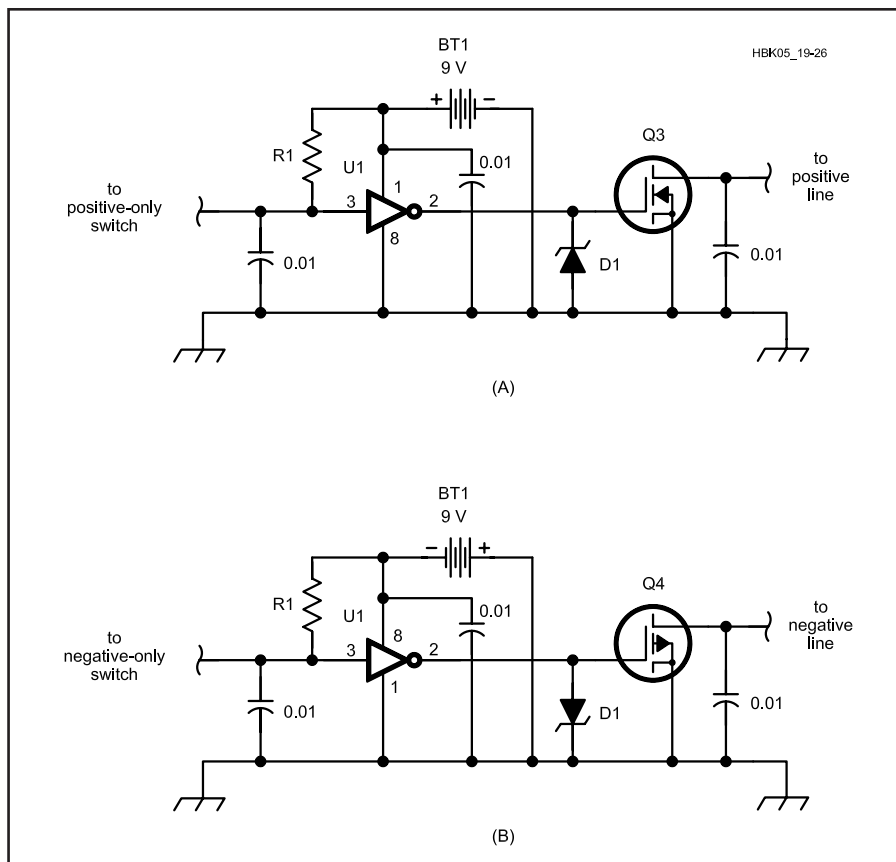 HBK05_19-26
BT1
9 V
+
−
Q3
R1
U1
0.01
1
to
positive-only
switch
3
2
to
positive
line
8
0.01
D1
0.01
(A)
BT1
9 V
−
+
Q4
R1
U1
0.01
8
to
negative-only
switch
3
2
to
negative
line
1
0.01
D1
0.01
(B)